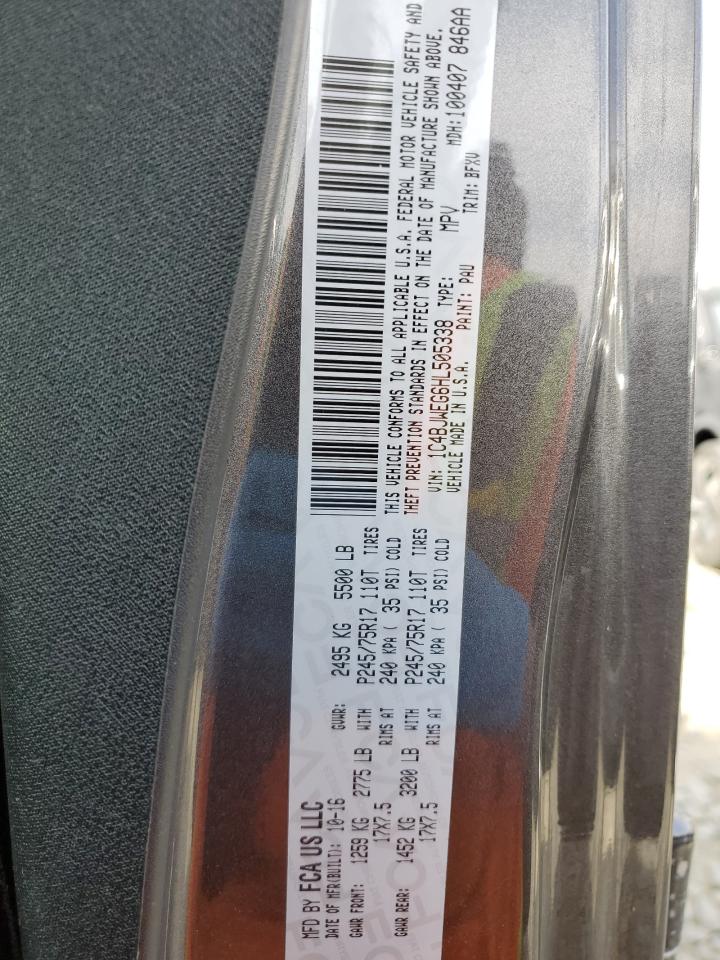 MFD BY FCA US LLC
DATE OF MFR(BUILT): 10-16 GVWR: 2495 KG 5500 LB
GAWR FRONT: 1259 KG 2775 LB WITH P245/75R17 110T TIRES
17X7.5 RIMS AT 240 KPA ( 35 PSI) COLD
GAWR REAR: 1452 KG 3200 LB WITH P245/75R17 110T TIRES
17X7.5 RIMS AT 240 KPA ( 35 PSI) COLD
THIS VEHICLE CONFORMS TO ALL APPLICABLE U.S.A. FEDERAL MOTOR VEHICLE SAFETY AND
THEFT PREVENTION STANDARDS IN EFFECT ON THE DATE OF MANUFACTURE SHOWN ABOVE.
VIN: 1C4BJWEG6HL505338 TYPE: MPV MDH:100407 846AA
VEHICLE MADE IN U.S.A. PAINT: PAU TRIM: BFXV